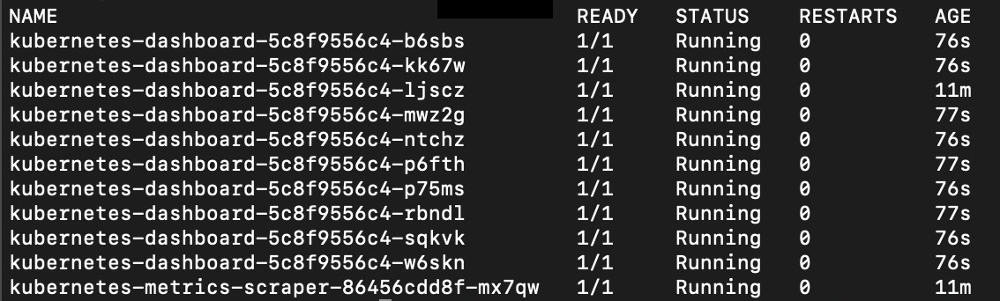 NAME READY STATUS RESTARTS AGE
kubernetes-dashboard-5c8f9556c4-b6sbs 1/1 Running 0 76s
kubernetes-dashboard-5c8f9556c4-kk67w 1/1 Running 0 76s
kubernetes-dashboard-5c8f9556c4-ljscz 1/1 Running 0 11m
kubernetes-dashboard-5c8f9556c4-mwz2g 1/1 Running 0 77s
kubernetes-dashboard-5c8f9556c4-ntchz 1/1 Running 0 76s
kubernetes-dashboard-5c8f9556c4-p6fth 1/1 Running 0 77s
kubernetes-dashboard-5c8f9556c4-p75ms 1/1 Running 0 76s
kubernetes-dashboard-5c8f9556c4-rbndl 1/1 Running 0 77s
kubernetes-dashboard-5c8f9556c4-sqkvk 1/1 Running 0 76s
kubernetes-dashboard-5c8f9556c4-w6skn 1/1 Running 0 76s
kubernetes-metrics-scraper-86456cdd8f-mx7qw 1/1 Running 0 11m